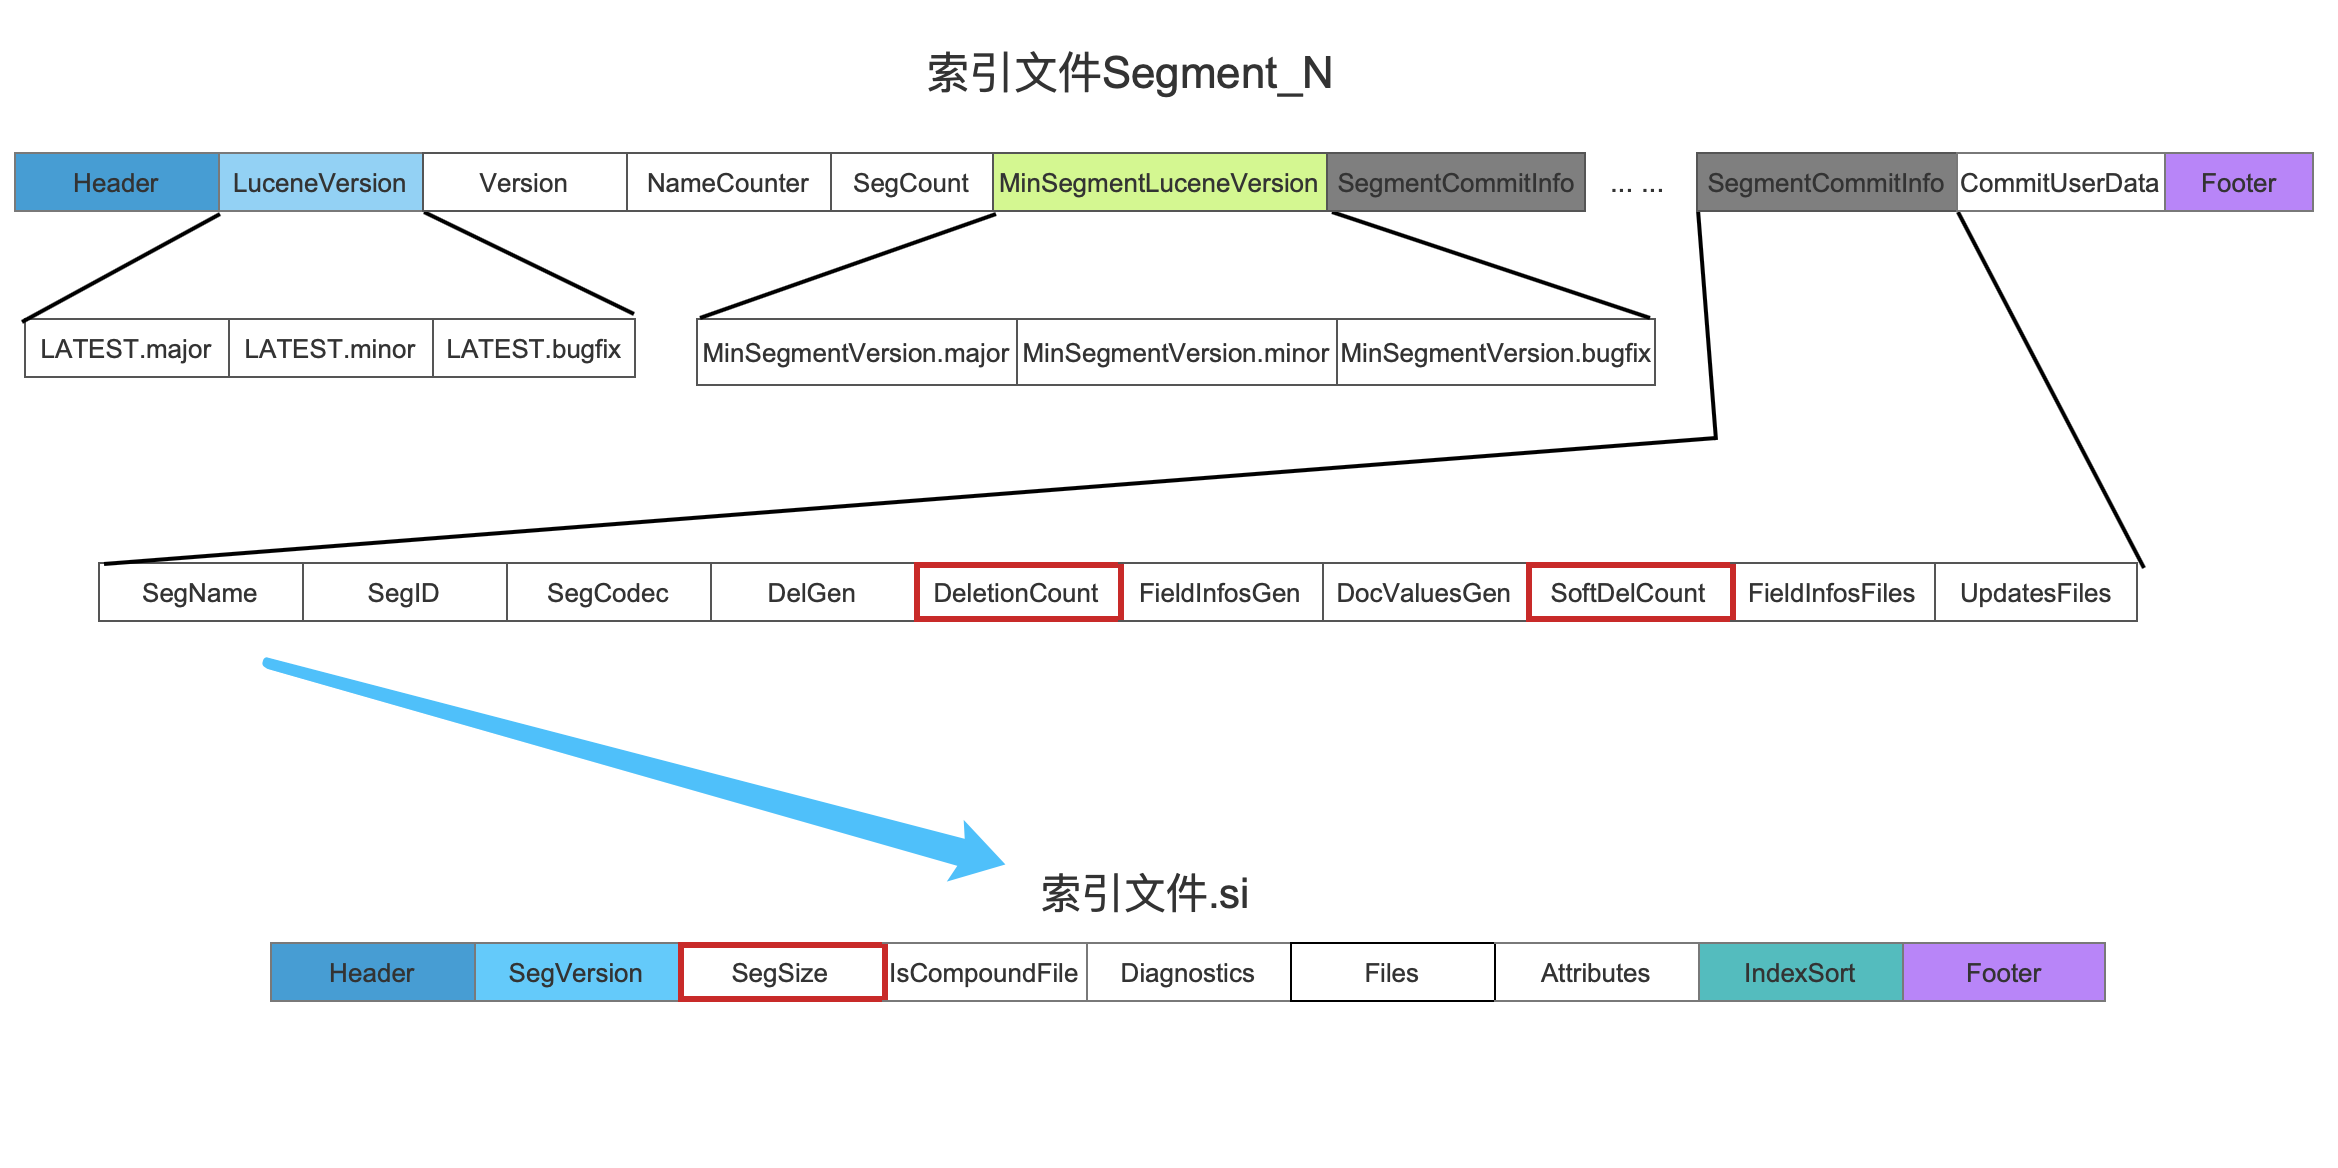 索引文件Segment_N
Header LuceneVersion Version NameCounter SegCount MinSegmentLuceneVersion SegmentCommitInfo ... ... SegmentCommitInfo CommitUserData Footer
LATEST.major LATEST.minor LATEST.bugfix MinSegmentVersion.major MinSegmentVersion.minor MinSegmentVersion.bugfix
SegName SegID SegCodec DelGen DeletionCount FieldInfosGen DocValuesGen SoftDelCount FieldInfosFiles UpdatesFiles
索引文件.si
Header SegVersion SegSize IsCompoundFile Diagnostics Files Attributes IndexSort Footer